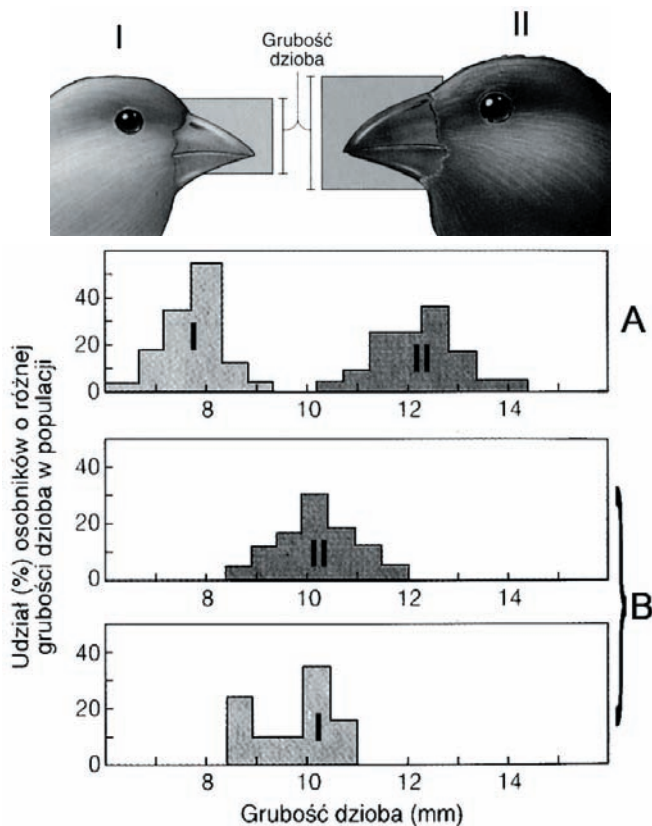 I
II
Grubość
dzioba
Udział (%) osobników o różnej
grubości dzioba w populacji
40
20
0
I
II
8
10
12
14
A
40
20
0
II
8
10
12
14
B
40
20
0
I
8
10
12
14
Grubość dzioba (mm)